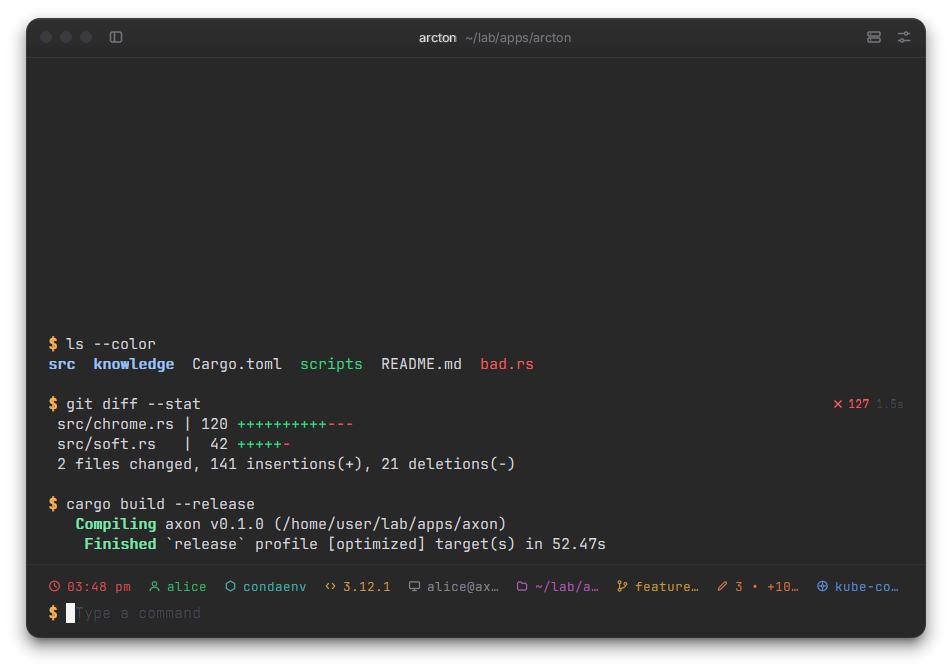 arcton ~/lab/apps/arcton
$ ls --color
src  knowledge  Cargo.toml  scripts  README.md  bad.rs
$ git diff --stat × 127 1.5s
src/chrome.rs | 120 ++++++++++---
src/soft.rs   |  42 +++++-
2 files changed, 141 insertions(+), 21 deletions(-)
$ cargo build --release
Compiling axon v0.1.0 (/home/user/lab/apps/axon)
Finished `release` profile [optimized] target(s) in 52.47s
03:48 pm alice condaenv 3.12.1 alice@ax… ~/lab/a… feature… 3 • +10… kube-co…
$ Type a command